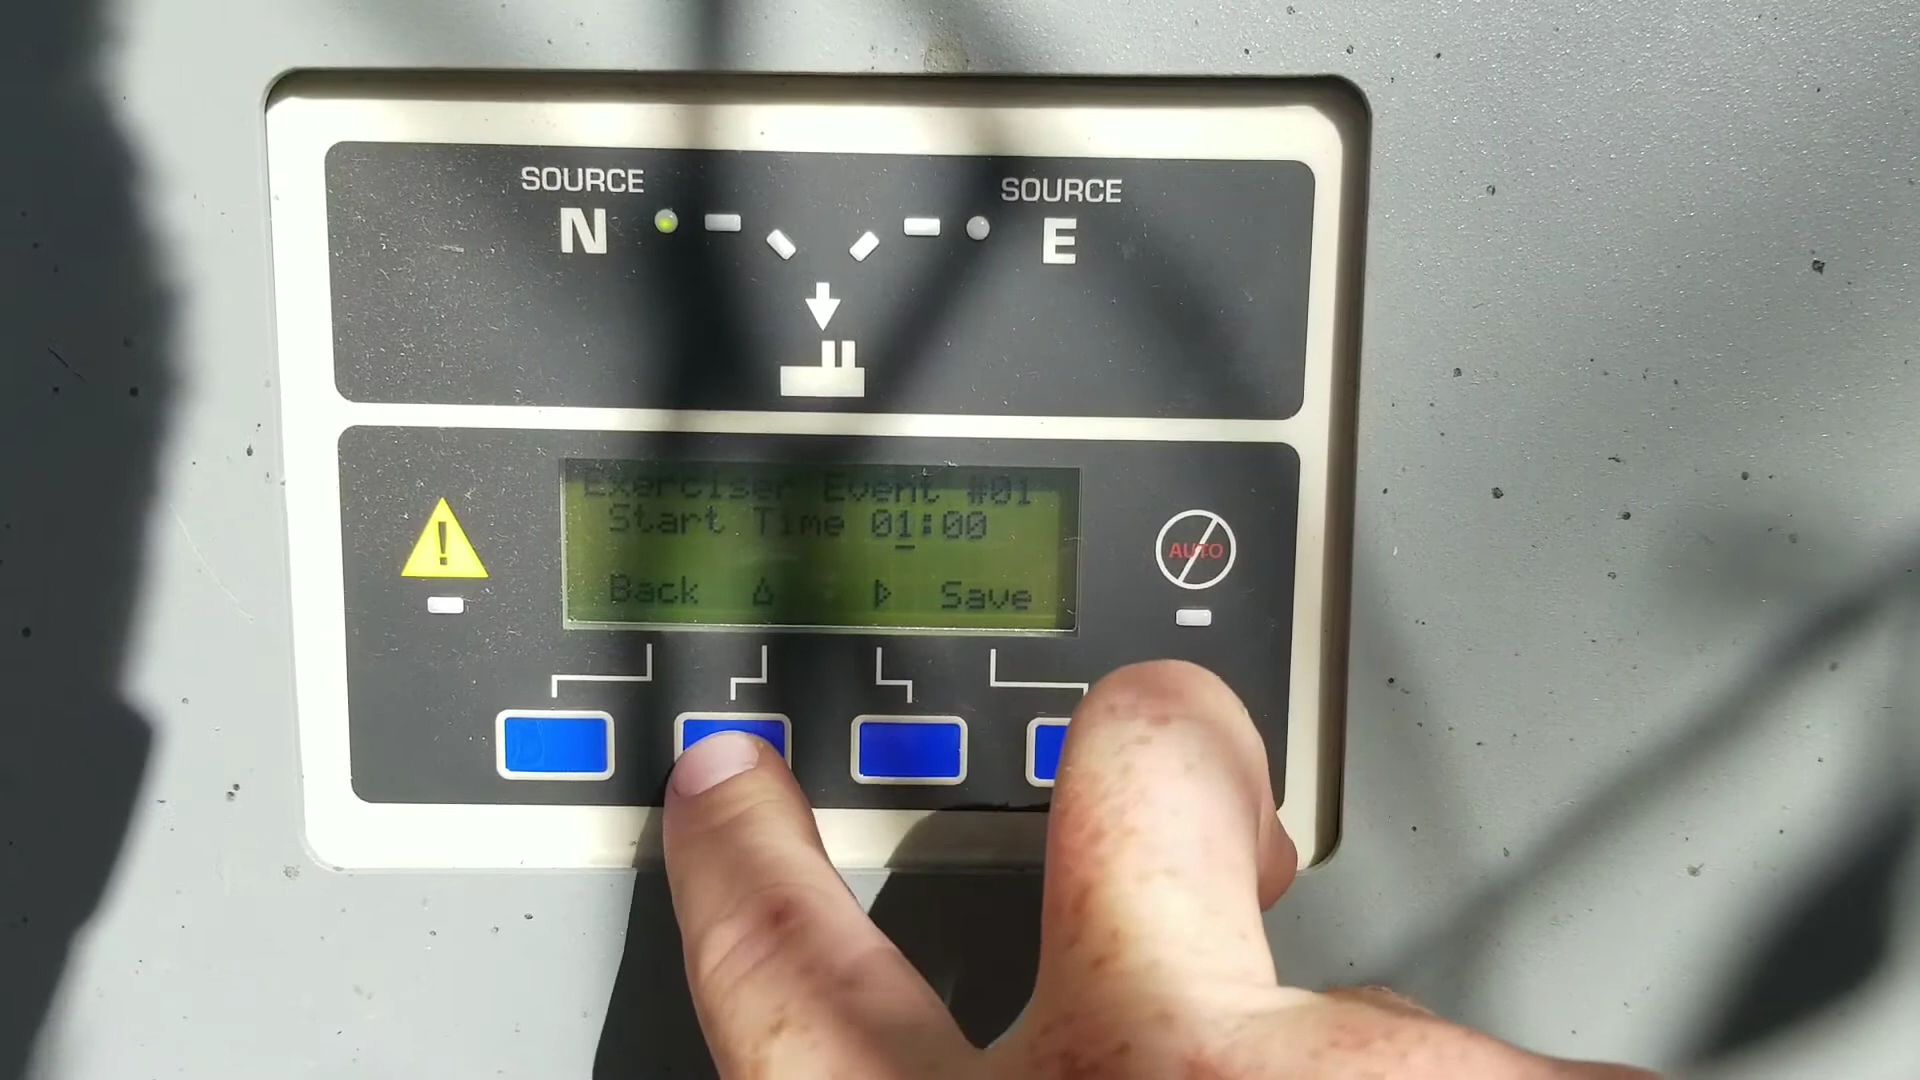 SOURCE
N
SOURCE
E
Exerciser Event #01
Start Time 01:00
Back △ ▷ Save
!
AUTO